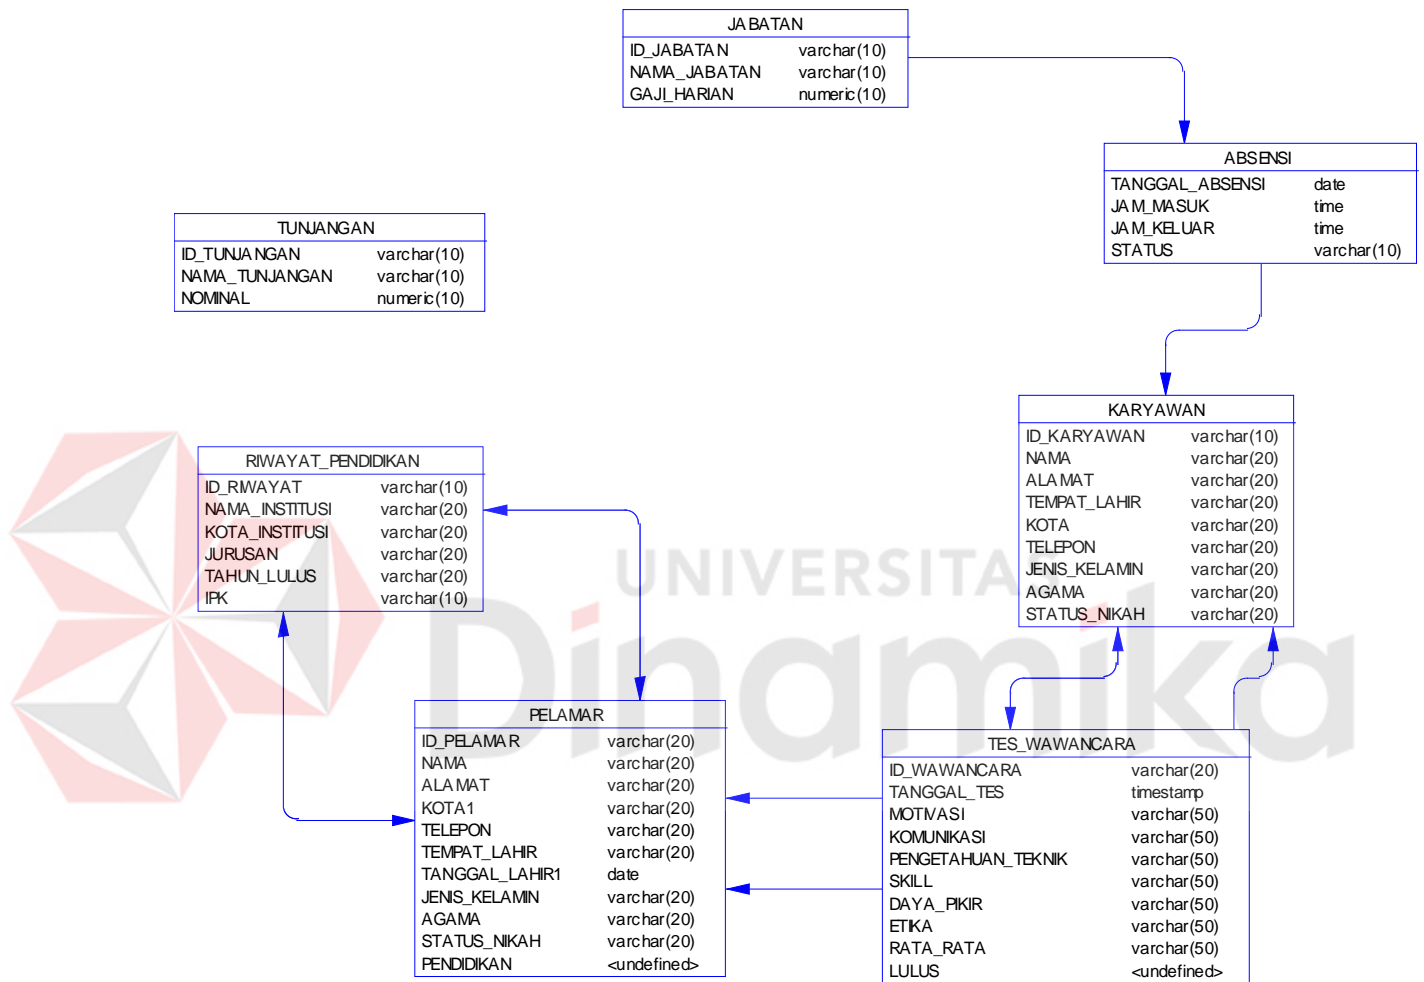 JABATAN
ID_JABATAN varchar(10)
NAMA_JABATAN varchar(10)
GAJI_HARIAN numeric(10)
ABSENSI
TANGGAL_ABSENSI date
JAM_MASUK time
JAM_KELUAR time
STATUS varchar(10)
TUNJANGAN
ID_TUNJANGAN varchar(10)
NAMA_TUNJANGAN varchar(10)
NOMINAL numeric(10)
KARYAWAN
ID_KARYAWAN varchar(10)
NAMA varchar(20)
ALAMAT varchar(20)
TEMPAT_LAHIR varchar(20)
KOTA varchar(20)
TELEPON varchar(20)
JENIS_KELAMIN varchar(20)
AGAMA varchar(20)
STATUS_NIKAH varchar(20)
RIWAYAT_PENDIDIKAN
ID_RIWAYAT varchar(10)
NAMA_INSTITUSI varchar(20)
KOTA_INSTITUSI varchar(20)
JURUSAN varchar(20)
TAHUN_LULUS varchar(20)
IPK varchar(10)
UNIVERSITAS
Dinamika
PELAMAR
ID_PELAMAR varchar(20)
NAMA varchar(20)
ALAMAT varchar(20)
KOTA1 varchar(20)
TELEPON varchar(20)
TEMPAT_LAHIR varchar(20)
TANGGAL_LAHIR1 date
JENIS_KELAMIN varchar(20)
AGAMA varchar(20)
STATUS_NIKAH varchar(20)
PENDIDIKAN <undefined>
TES_WAWANCARA
ID_WAWANCARA varchar(20)
TANGGAL_TES timestamp
MOTIVASI varchar(50)
KOMUNIKASI varchar(50)
PENGETAHUAN_TEKNIK varchar(50)
SKILL varchar(50)
DAYA_PIKIR varchar(50)
ETIKA varchar(50)
RATA_RATA varchar(50)
LULUS <undefined>